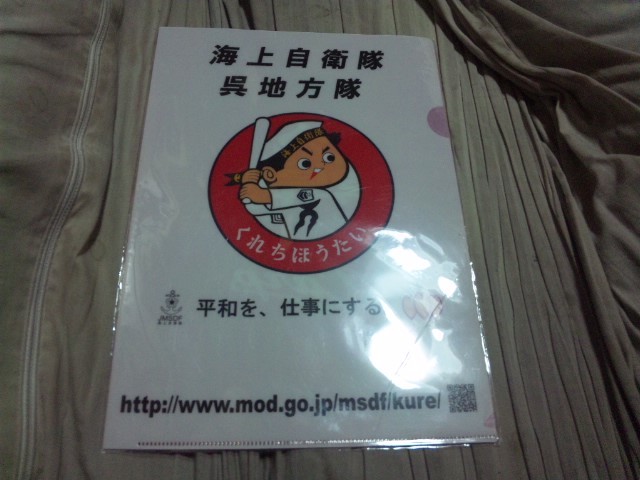 海上自衛隊
呉地方隊
海上自衛隊
くれちほうたい
JMSDF
平和を、仕事にする
http://www.mod.go.jp/msdf/kure/